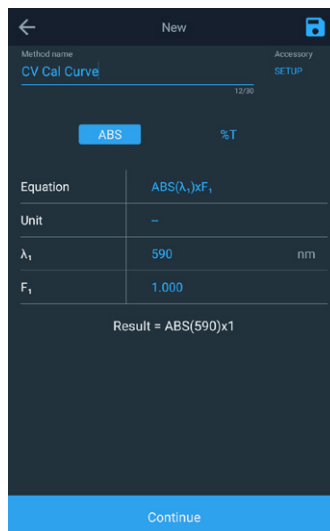 New
Method name
Accessory
CV Cal Curve
SETUP
12/30
ABS %T
Equation ABS(λ₁)xF₁
Unit --
λ₁ 590 nm
F₁ 1.000
Result = ABS(590)x1
Continue